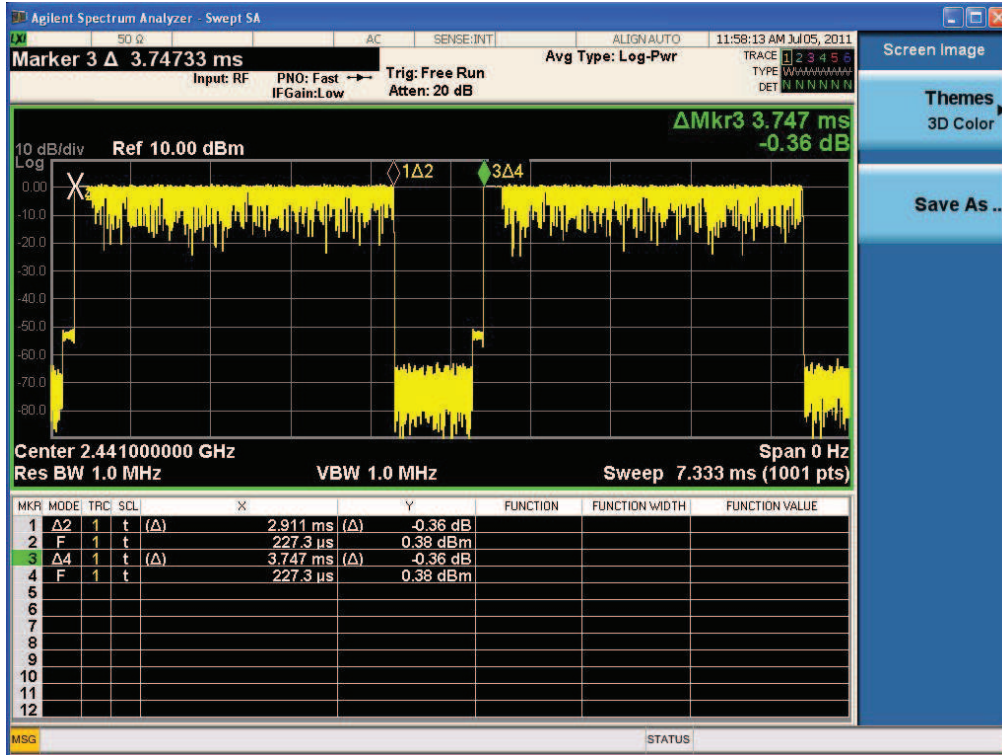 Agilent Spectrum Analyzer - Swept SA
LXI 50 Ω AC SENSE:INT ALIGNAUTO 11:58:13 AM Jul 05, 2011
Marker 3 Δ 3.74733 ms
Input: RF PNO: Fast Trig: Free Run Avg Type: Log-Pwr TRACE 1 2 3 4 5 6
IFGain:Low Atten: 20 dB TYPE
DET N N N N N N
Screen Image
Themes
3D Color
Save As ...
ΔMkr3 3.747 ms
-0.36 dB
10 dB/div Ref 10.00 dBm
Log
1Δ2 3Δ4
0.00
-10.0
-20.0
-30.0
-40.0
-50.0
-60.0
-70.0
-80.0
Center 2.441000000 GHz Span 0 Hz
Res BW 1.0 MHz VBW 1.0 MHz Sweep 7.333 ms (1001 pts)
MKR MODE TRC SCL X Y FUNCTION FUNCTION WIDTH FUNCTION VALUE
1 Δ2 1 t (Δ) 2.911 ms (Δ) -0.36 dB
2 F 1 t 227.3 µs 0.38 dBm
3 Δ4 1 t (Δ) 3.747 ms (Δ) -0.36 dB
4 F 1 t 227.3 µs 0.38 dBm
5
6
7
8
9
10
11
12
MSG STATUS